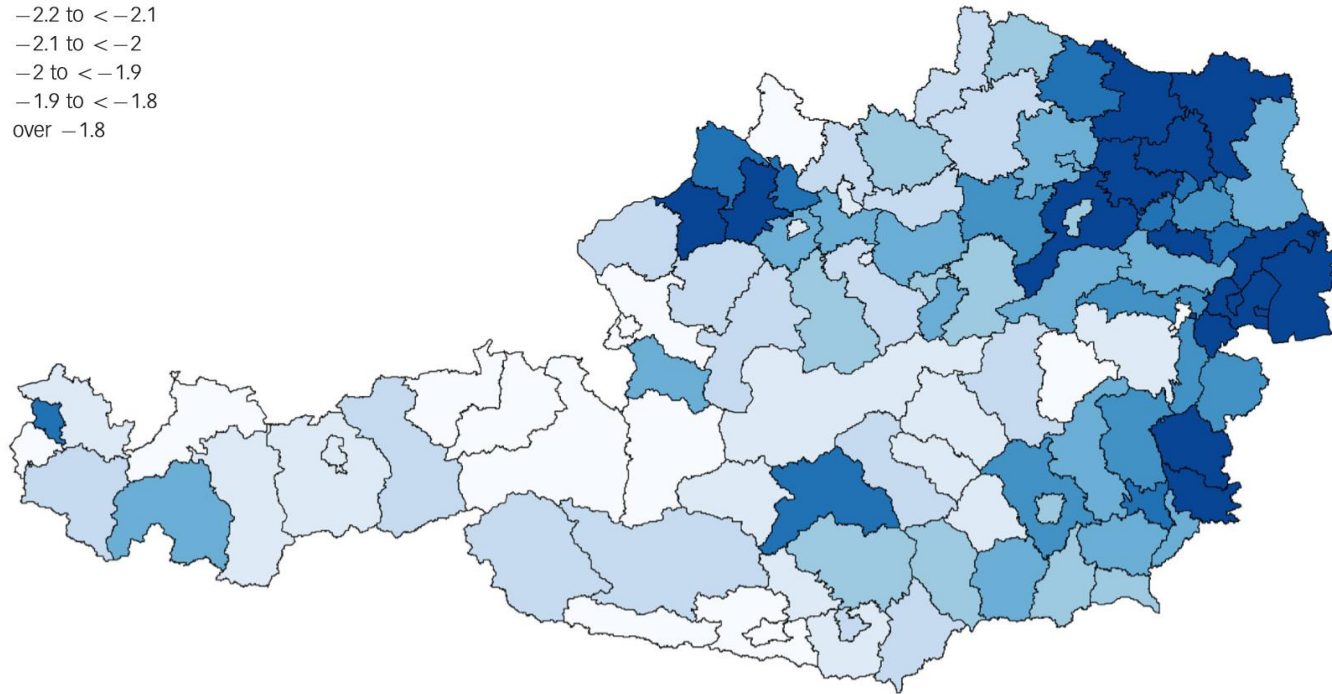 −2.2 to < −2.1
−2.1 to < −2
−2 to < −1.9
−1.9 to < −1.8
over −1.8